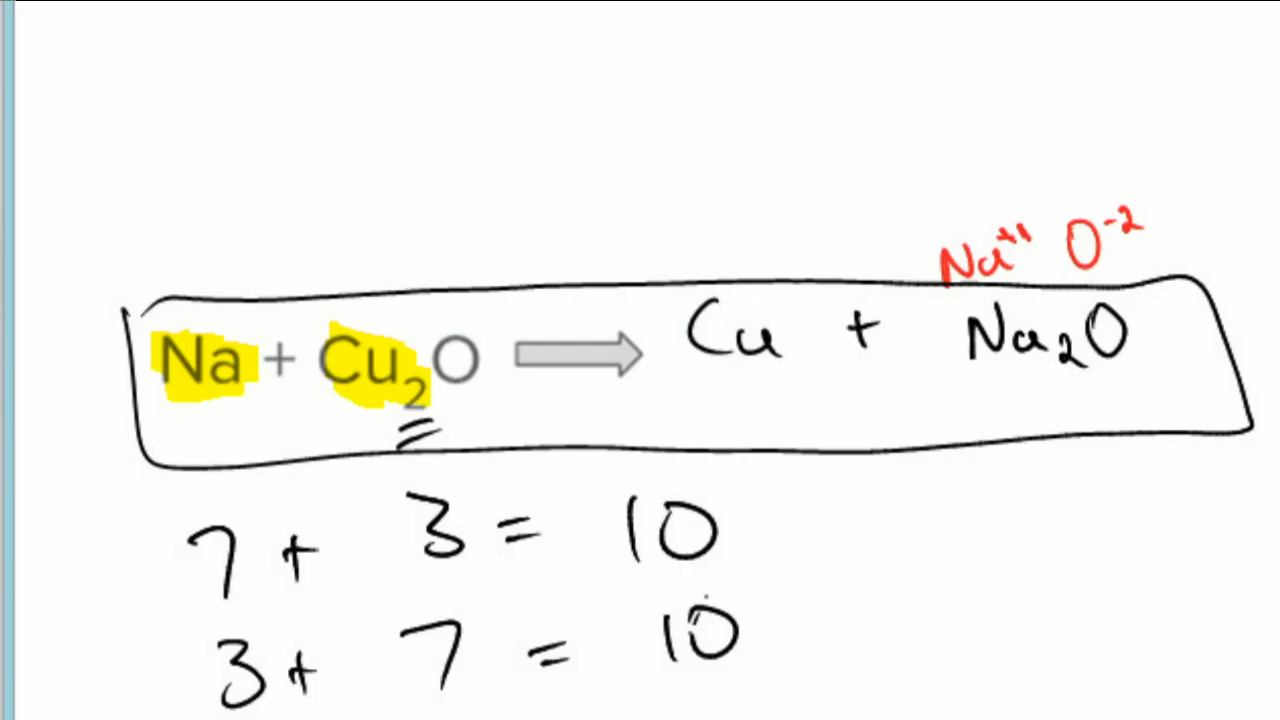 Na⁺¹ O⁻²
Na + Cu₂O ⟹ Cu + Na₂O
7 + 3 = 10
3 + 7 = 10